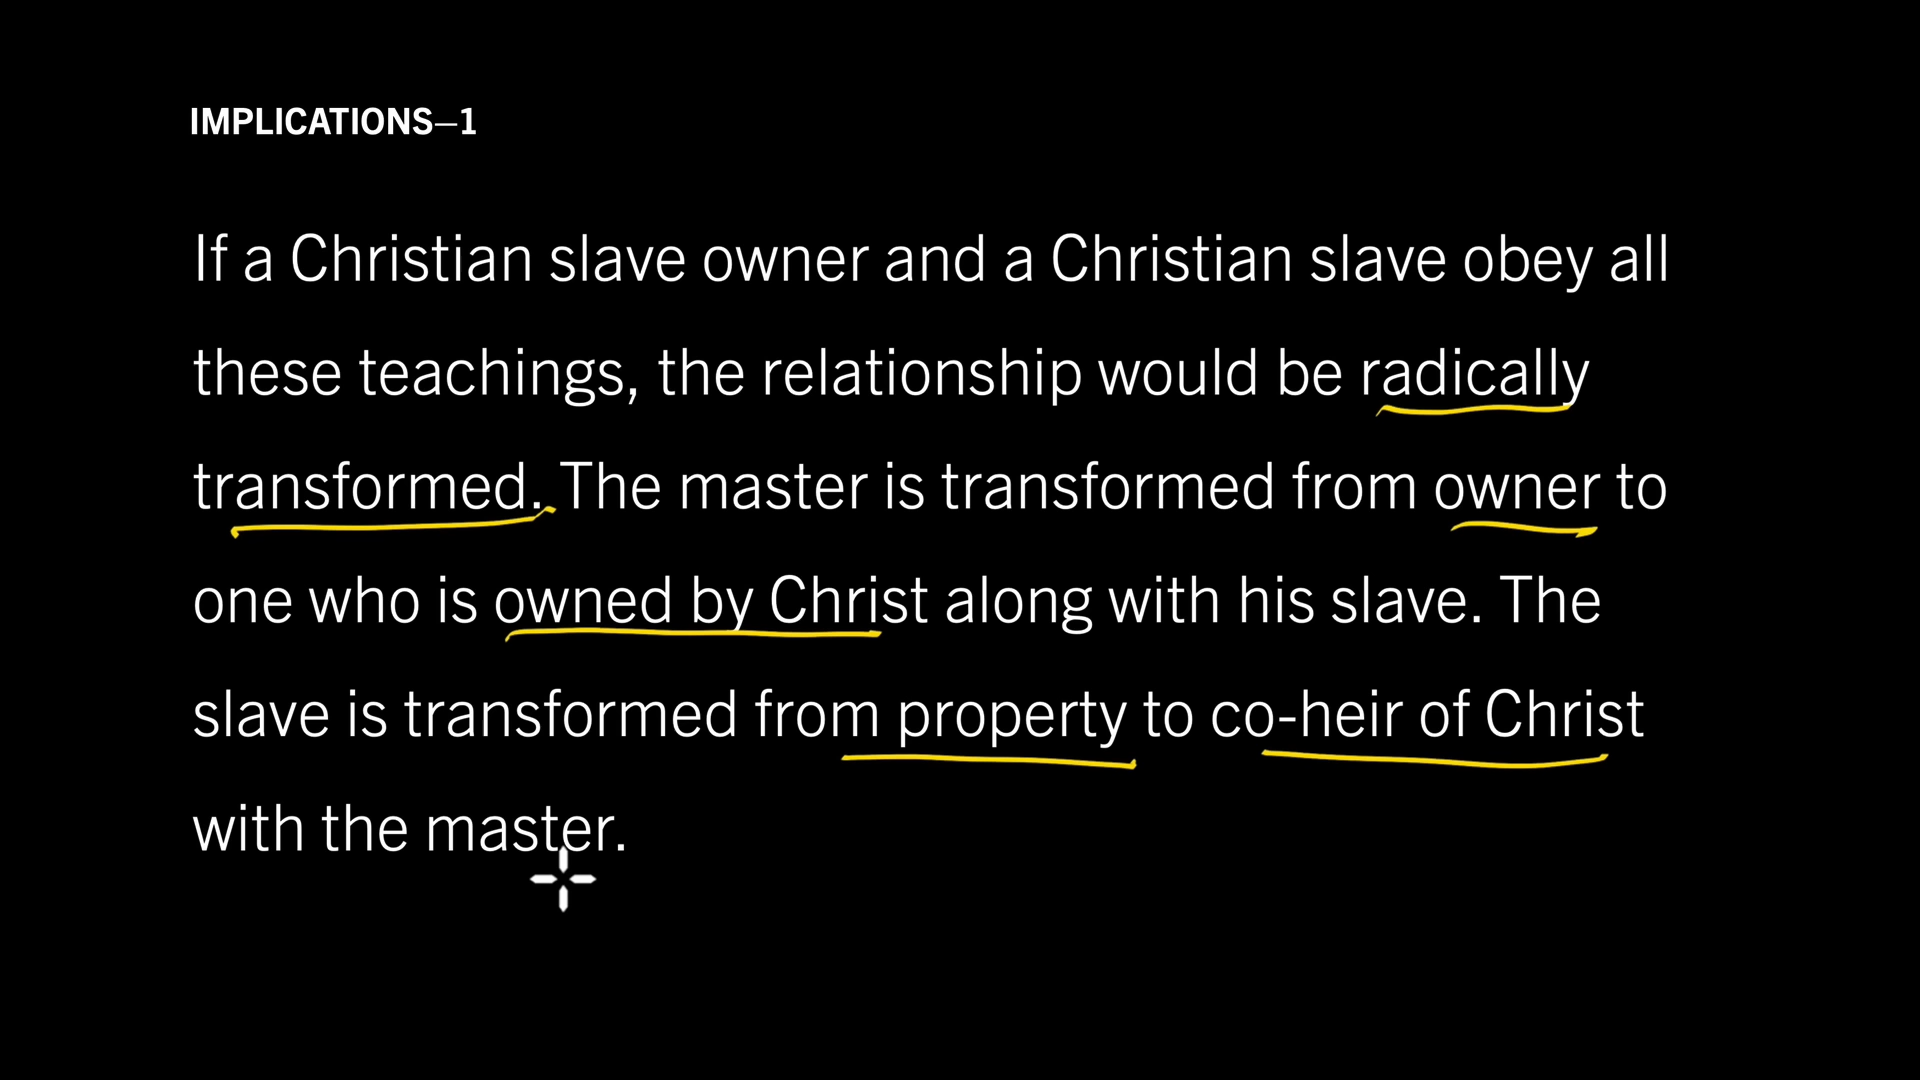 IMPLICATIONS–1
If a Christian slave owner and a Christian slave obey all
these teachings, the relationship would be radically
transformed. The master is transformed from owner to
one who is owned by Christ along with his slave. The
slave is transformed from property to co-heir of Christ
with the master.